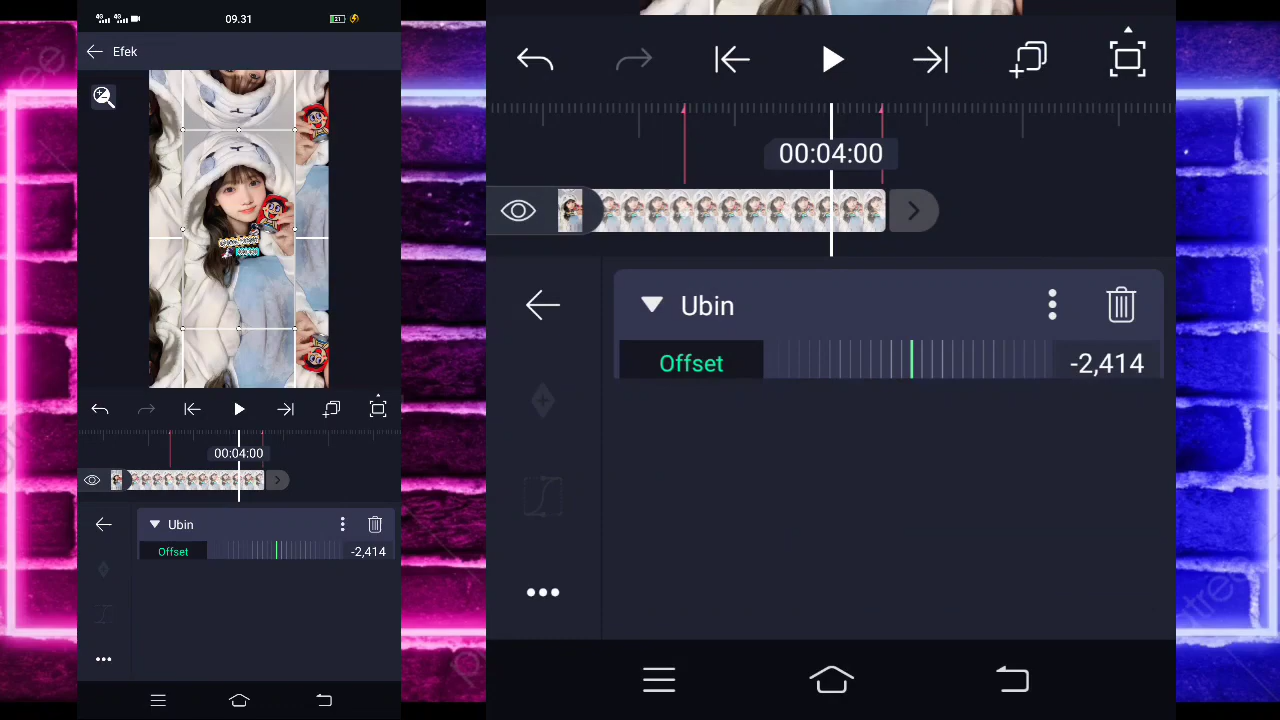 09.31
Efek
00:04:00
Ubin
Offset
-2,414
00:04:00
Ubin
Offset
-2,414